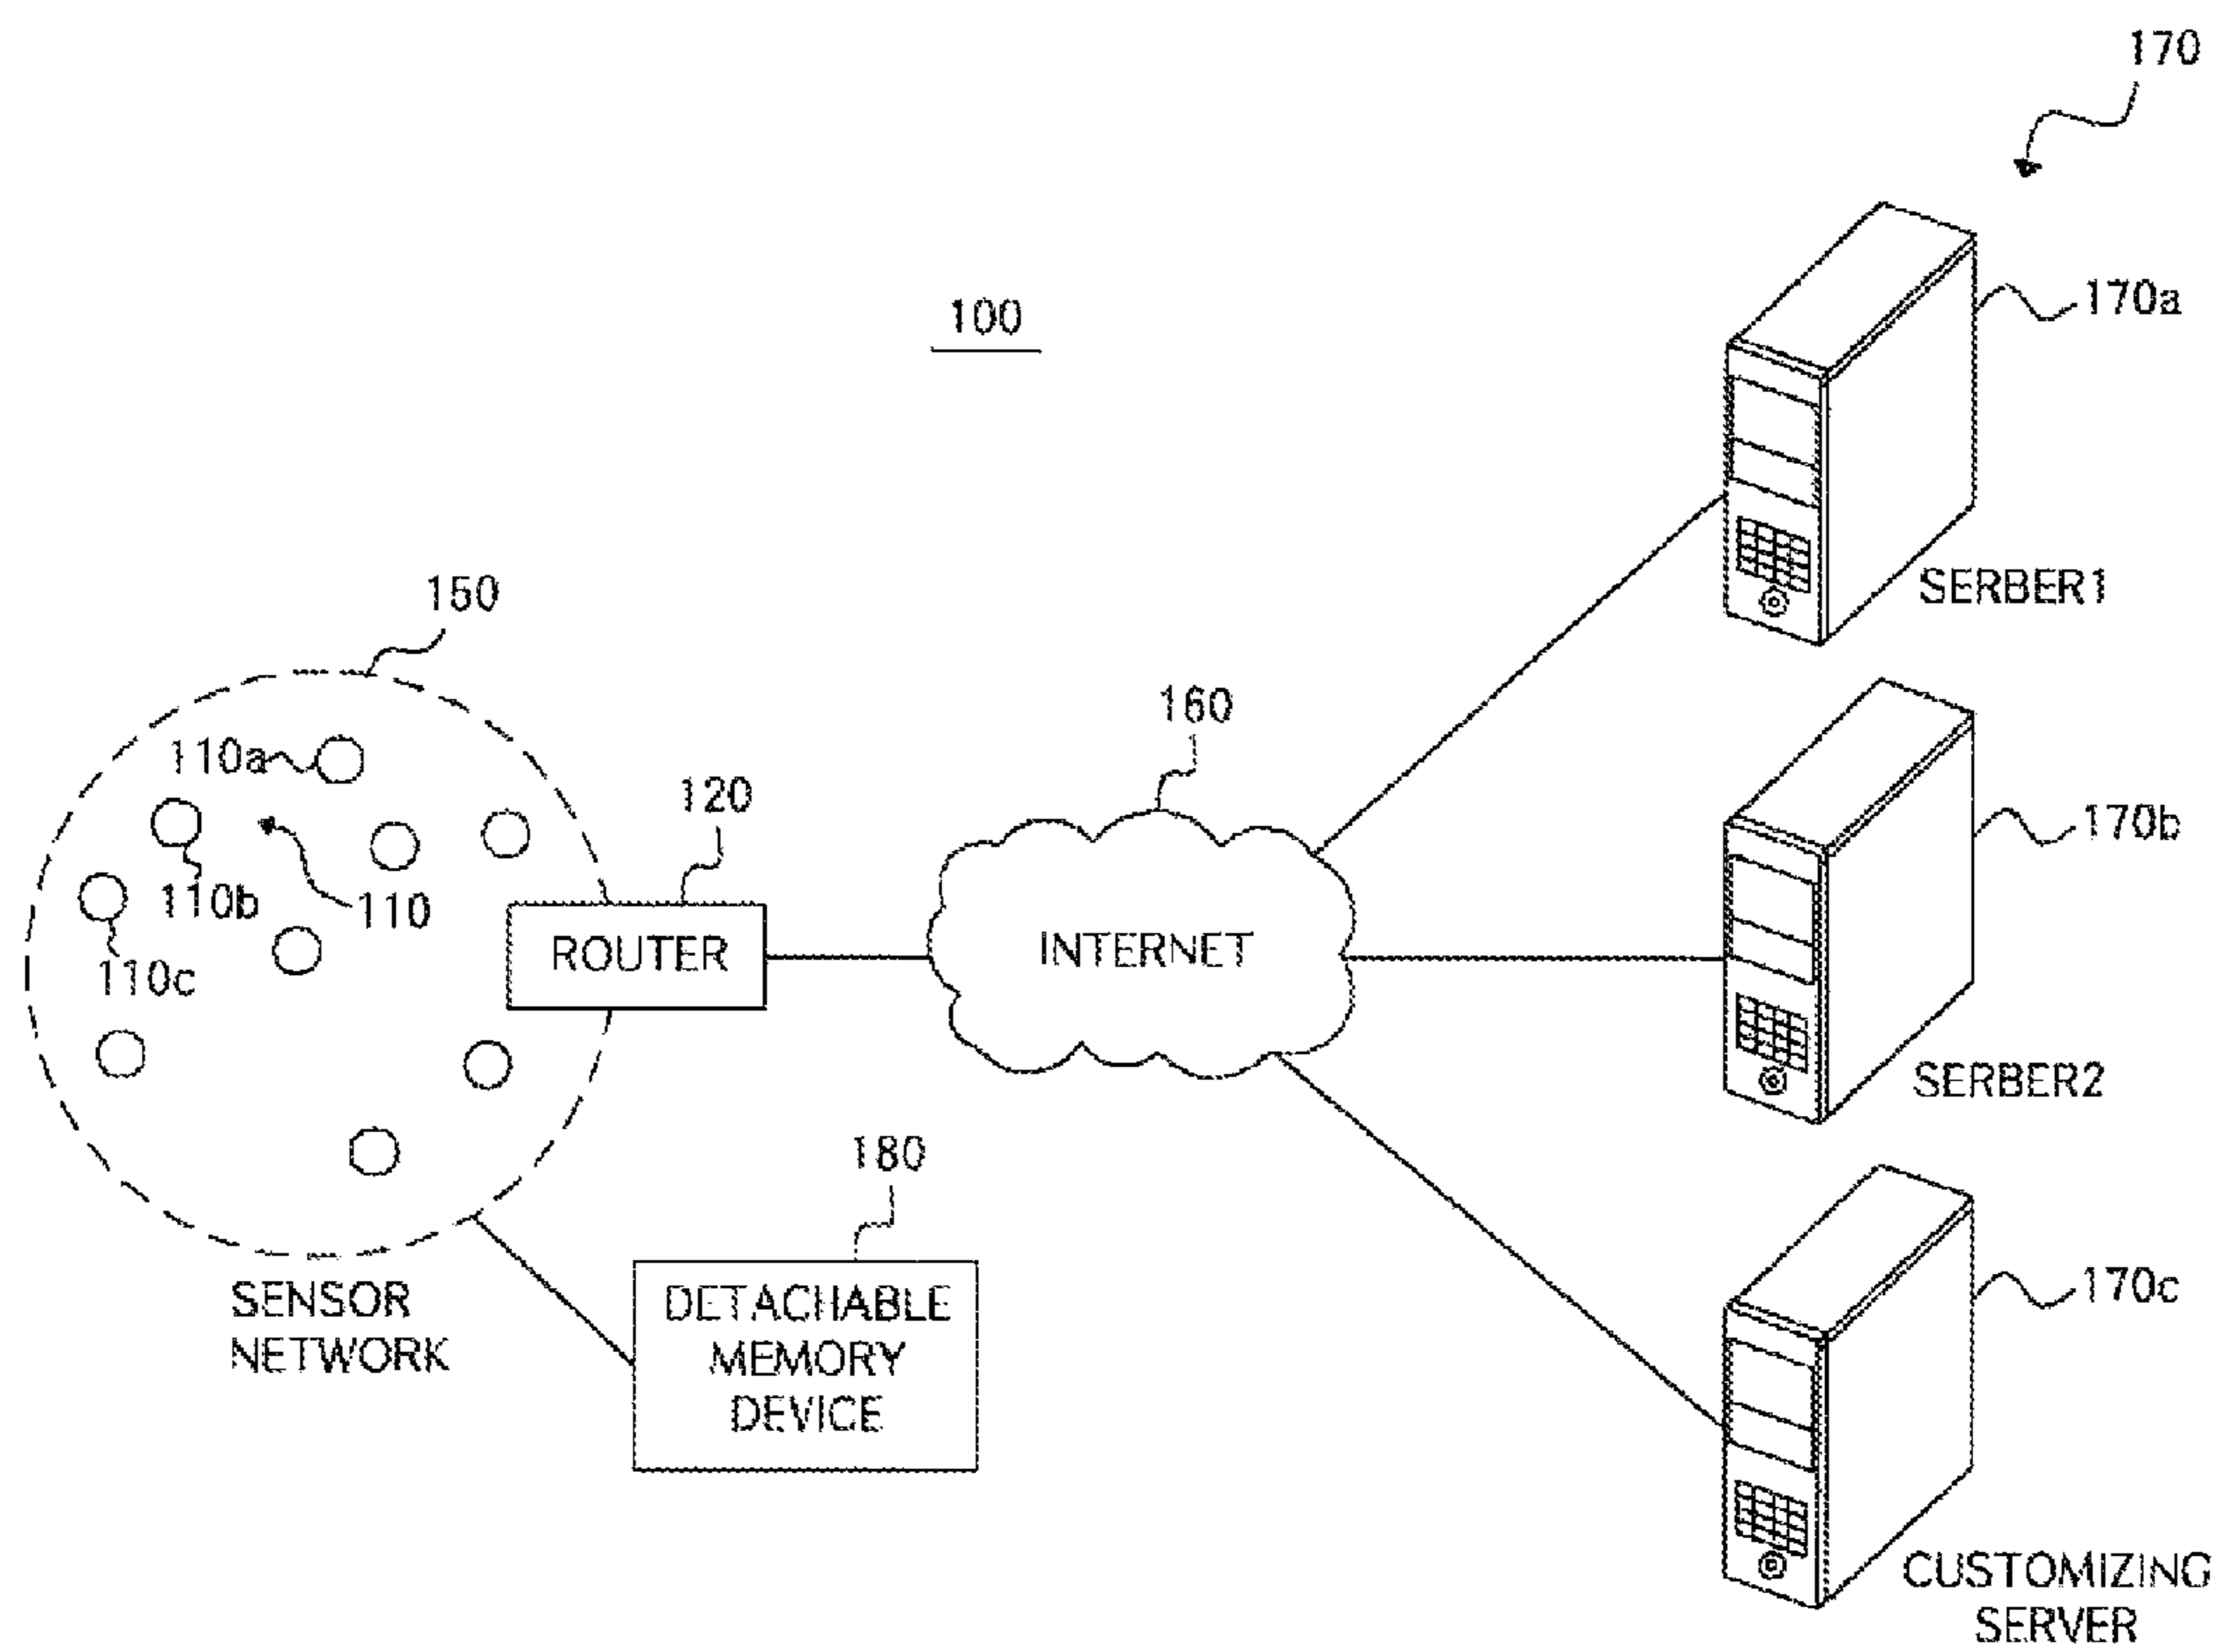 170
170a
100
SERBER1
150
160
110a
120
170b
110b
110
ROUTER
INTERNET
110c
SERBER2
180
SENSOR
NETWORK
DETACHABLE
MEMORY
DEVICE
170c
CUSTOMIZING
SERVER